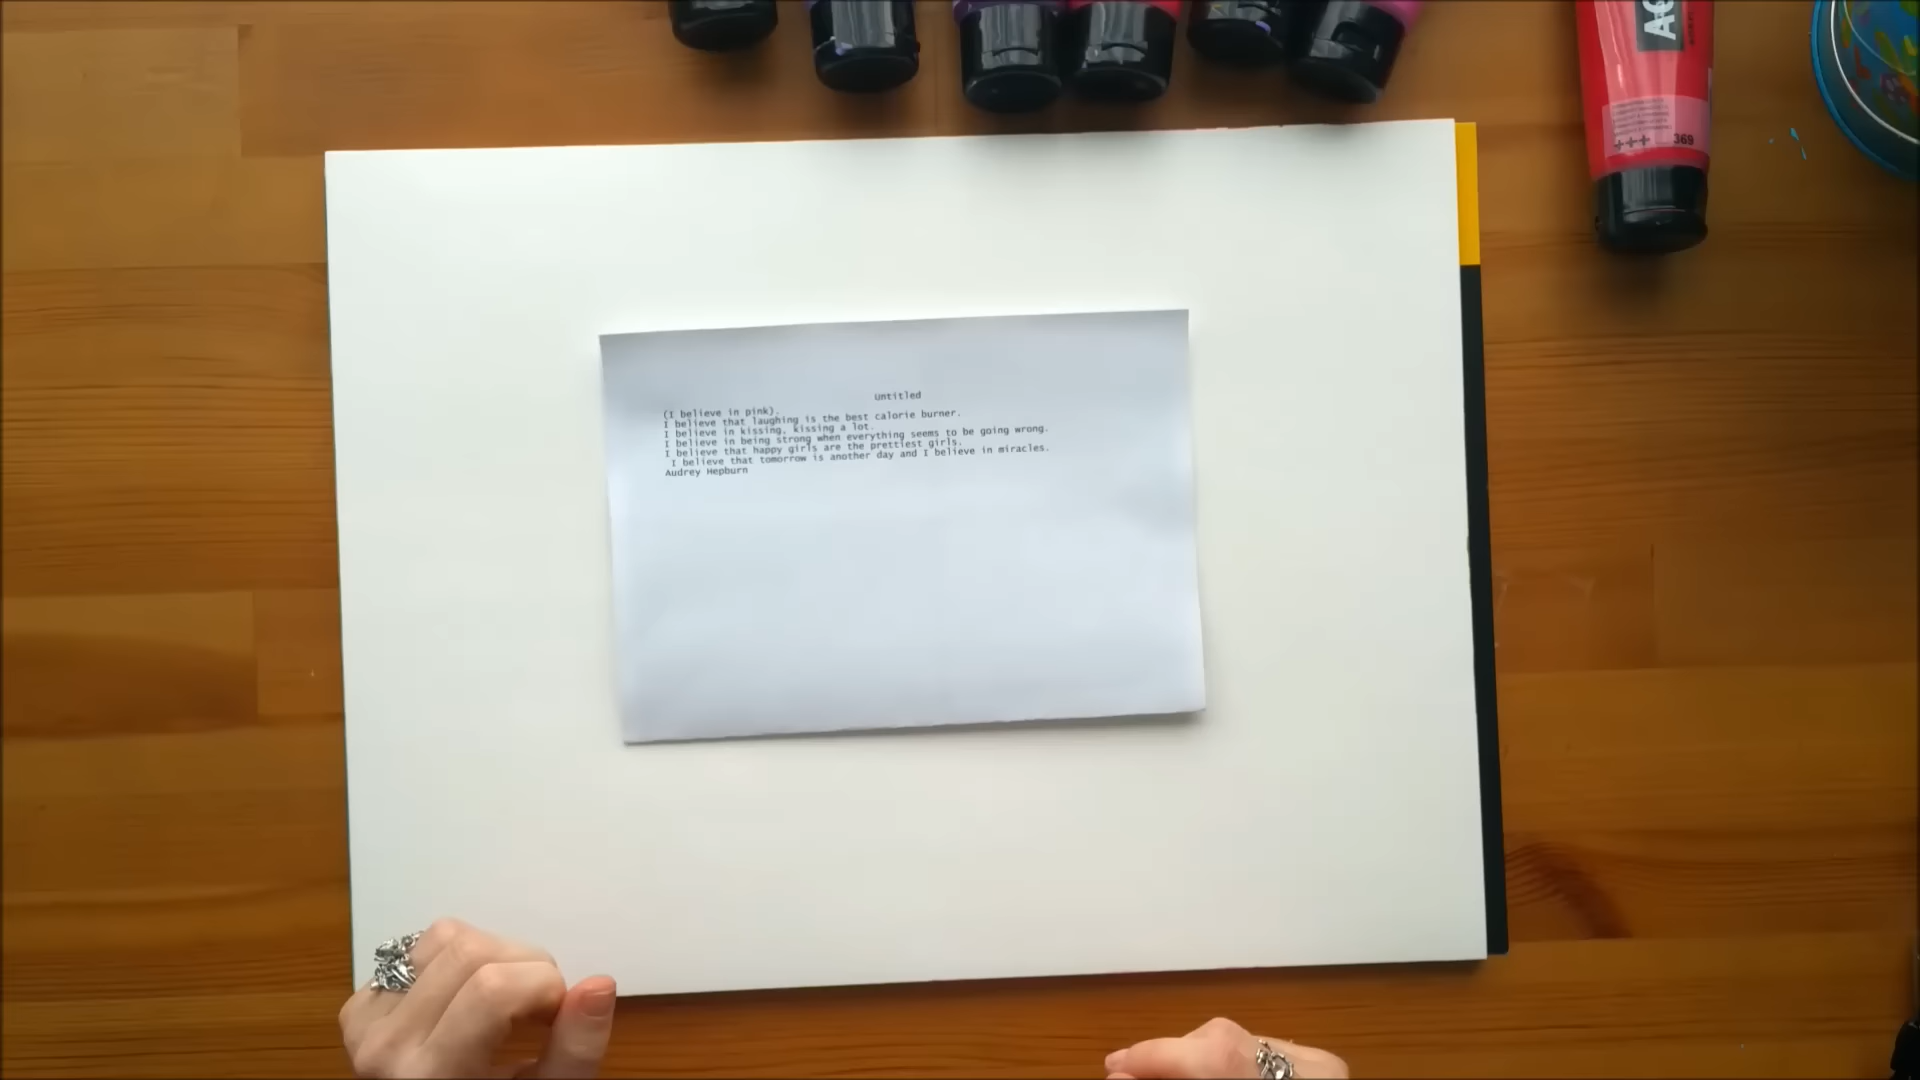 AC
+++ 369
Untitled
(I believe in pink).
I believe that laughing is the best calorie burner.
I believe in kissing, kissing a lot.
I believe in being strong when everything seems to be going wrong.
I believe that happy girls are the prettiest girls.
I believe that tomorrow is another day and I believe in miracles.
Audrey Hepburn